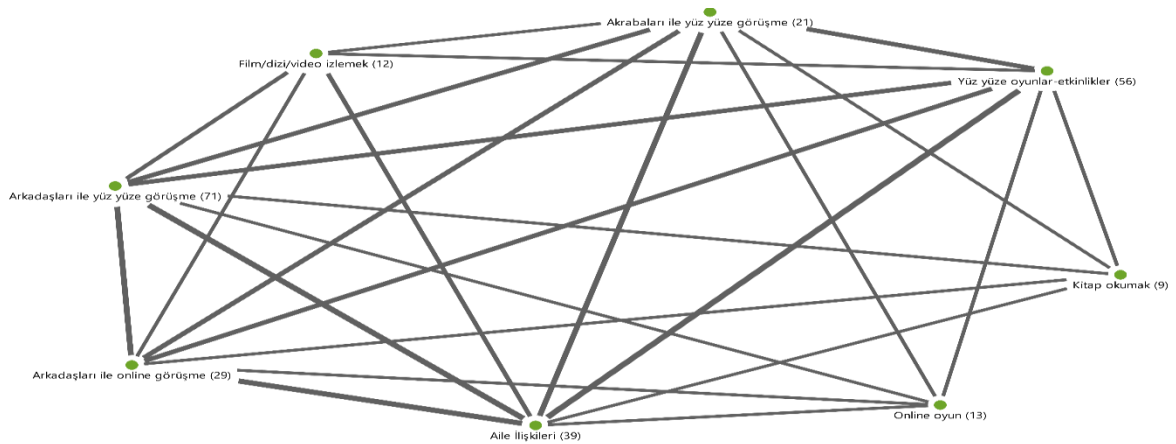 Akrabaları ile yüz yüze görüşme (21)
Film/dizi/video izlemek (12)
Yüz yüze oyunlar-etkinlikler (56)
Arkadaşları ile yüz yüze görüşme (71)
Kitap okumak (9)
Arkadaşları ile online görüşme (29)
Online oyun (13)
Aile İlişkileri (39)